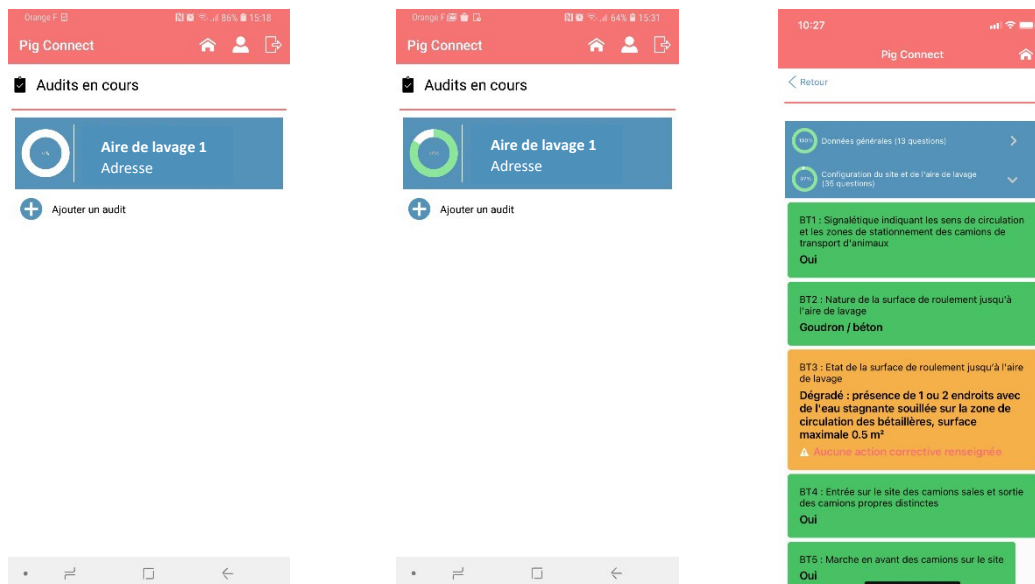 Orange F
86% 15:18
Pig Connect
Audits en cours
Aire de lavage 1
Adresse
Ajouter un audit
Orange F
64% 15:31
Pig Connect
Audits en cours
Aire de lavage 1
Adresse
Ajouter un audit
10:27
Pig Connect
Retour
100%
Données générales (13 questions)
Configuration du site et de l'aire de lavage
(36 questions)
BT1 : Signalétique indiquant les sens de circulation
et les zones de stationnement des camions de
transport d'animaux
Oui
BT2 : Nature de la surface de roulement jusqu'à
l'aire de lavage
Goudron / béton
BT3 : Etat de la surface de roulement jusqu'à l'aire
de lavage
Dégradé : présence de 1 ou 2 endroits avec
de l'eau stagnante souillée sur la zone de
circulation des bétaillères, surface
maximale 0.5 m²
Aucune action corrective renseignée
BT4 : Entrée sur le site des camions sales et sortie
des camions propres distinctes
Oui
BT5 : Marche en avant des camions sur le site
Oui